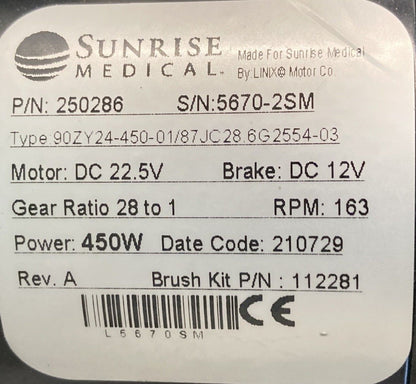 SUNRISE
MEDICAL.
Made For Sunrise Medical
By LINIX® Motor Co
P/N: 250286 S/N:5670-2SM
Type 90ZY24-450-01/87JC28.6G2554-03
Motor: DC 22.5V Brake: DC 12V
Gear Ratio 28 to 1 RPM: 163
Power: 450W Date Code: 210729
Rev. A Brush Kit P/N : 112281
CE
L5670SM